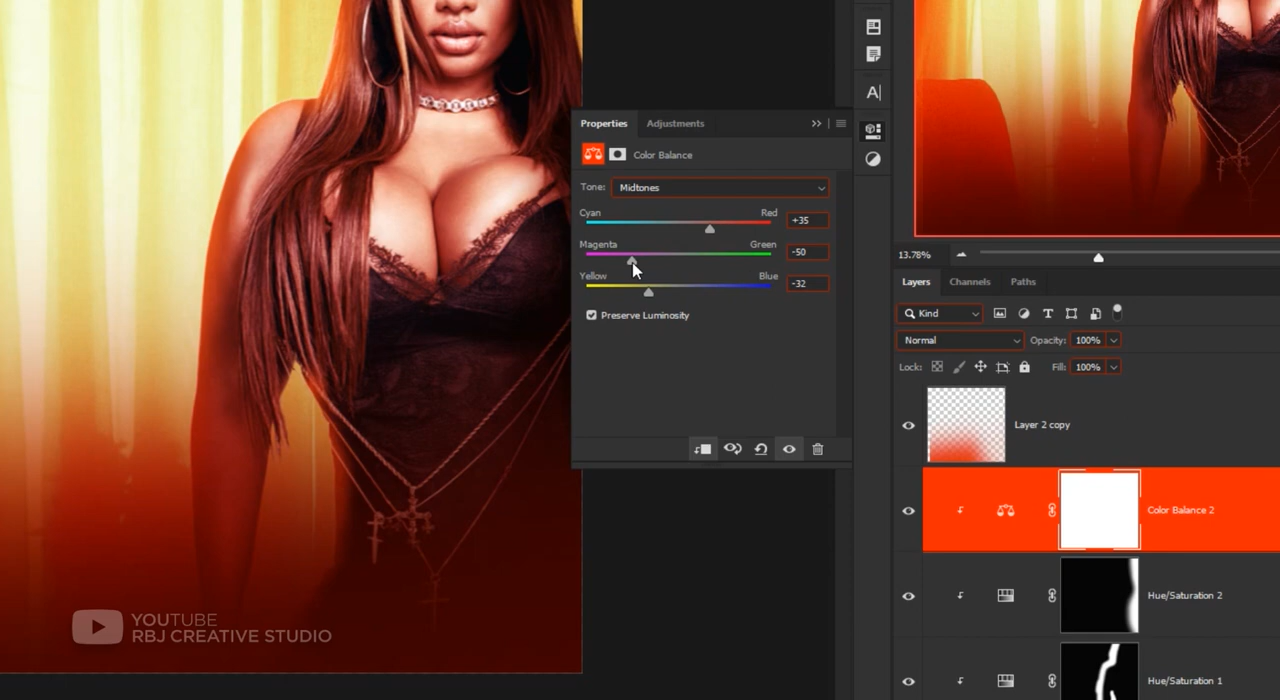 Properties
Adjustments
Color Balance
Tone:
Midtones
Cyan
Red
+35
Magenta
Green
-50
Yellow
Blue
-32
Preserve Luminosity
YOUTUBE
RBJ CREATIVE STUDIO
A
13.78%
Layers
Channels
Paths
Kind
T
Normal
Opacity:
100%
Lock:
Fill:
100%
Layer 2 copy
Color Balance 2
Hue/Saturation 2
Hue/Saturation 1